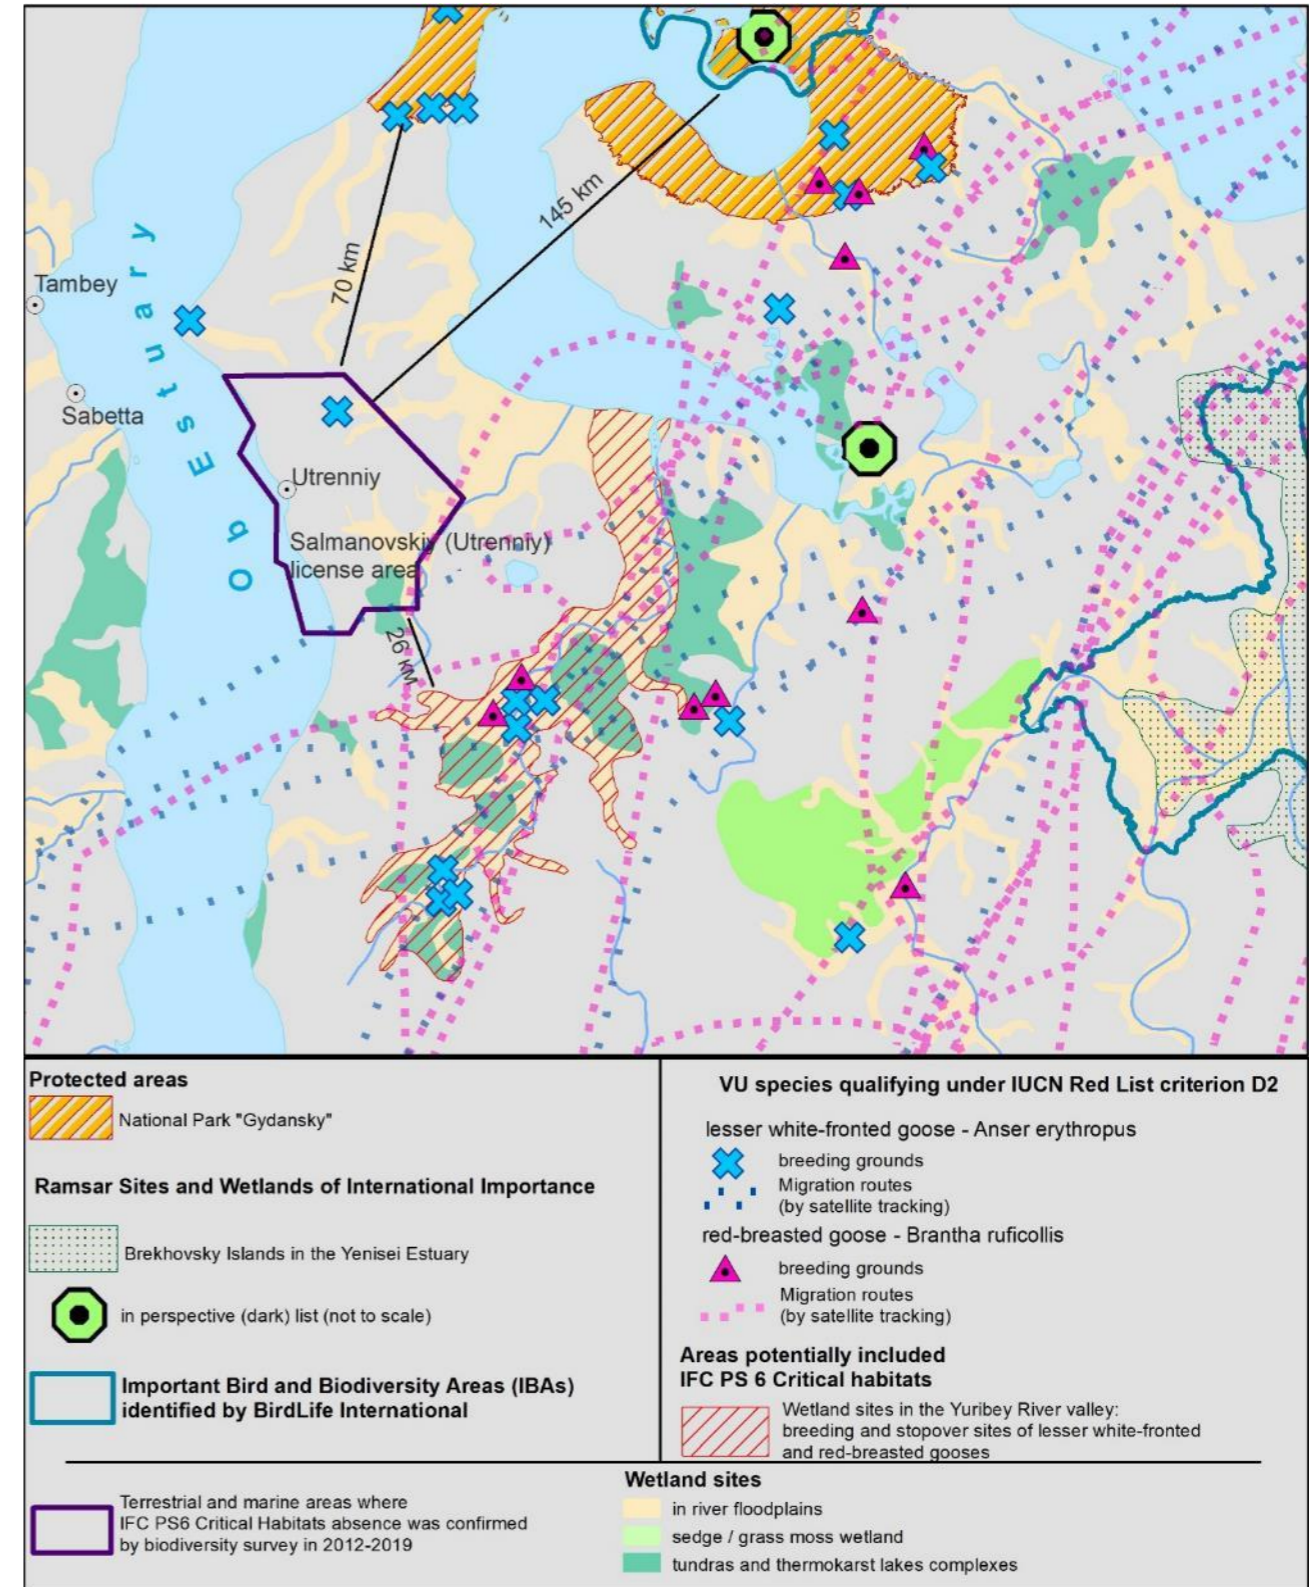 70 km
145 km
Tambey
Sabetta
Ob Estuary
Utrenniy
Salmanovskiy (Utrenniy)
license area
26 км
Protected areas
National Park "Gydansky"
Ramsar Sites and Wetlands of International Importance
Brekhovsky Islands in the Yenisei Estuary
in perspective (dark) list (not to scale)
Important Bird and Biodiversity Areas (IBAs)
identified by BirdLife International
VU species qualifying under IUCN Red List criterion D2
lesser white-fronted goose - Anser erythropus
breeding grounds
Migration routes
(by satellite tracking)
red-breasted goose - Brantha ruficollis
breeding grounds
Migration routes
(by satellite tracking)
Areas potentially included
IFC PS 6 Critical habitats
Wetland sites in the Yuribey River valley:
breeding and stopover sites of lesser white-fronted
and red-breasted gooses
Terrestrial and marine areas where
IFC PS6 Critical Habitats absence was confirmed
by biodiversity survey in 2012-2019
Wetland sites
in river floodplains
sedge / grass moss wetland
tundras and thermokarst lakes complexes